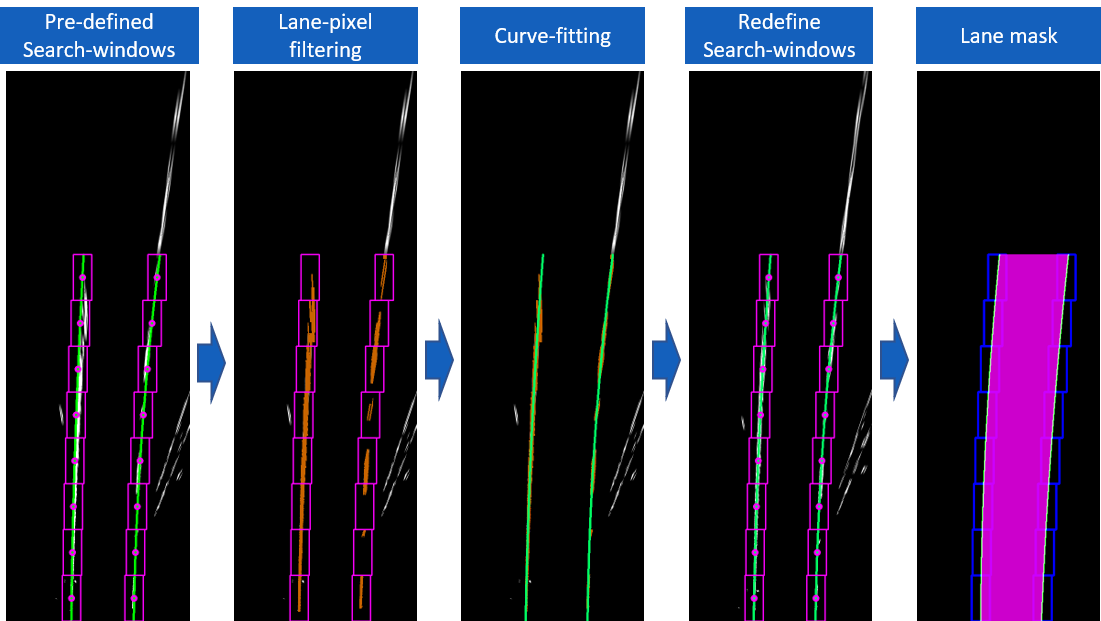 Pre-defined
Search-windows
Lane-pixel
filtering
Curve-fitting
Redefine
Search-windows
Lane mask